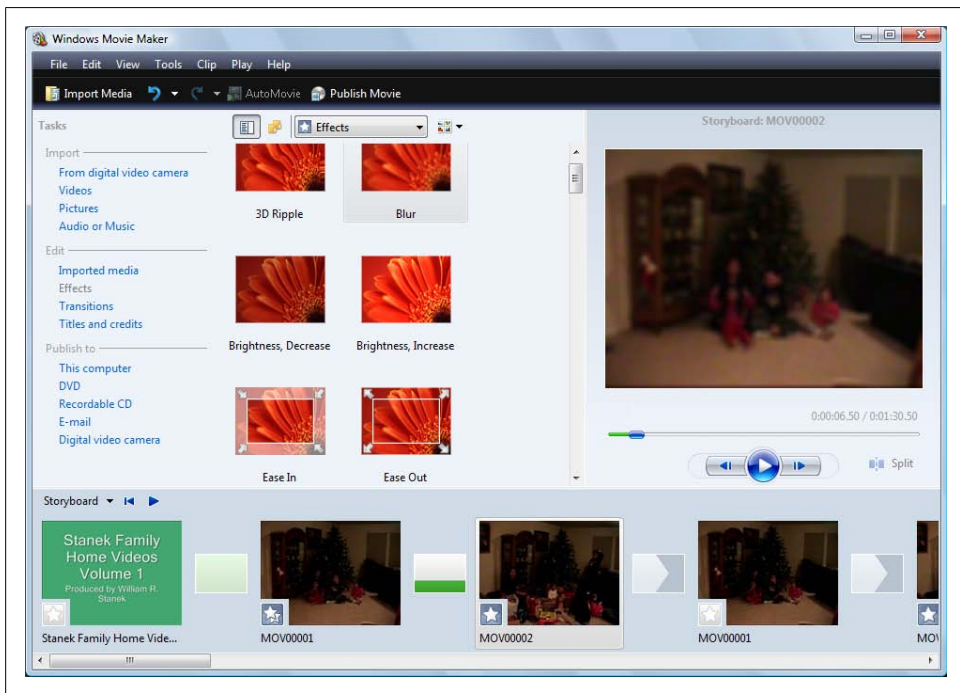 Windows Movie Maker
File Edit View Tools Clip Play Help
Import Media AutoMovie Publish Movie
Tasks
Effects
Storyboard: MOV00002
Import
From digital video camera
Videos
Pictures
Audio or Music
Edit
Imported media
Effects
Transitions
Titles and credits
Publish to
This computer
DVD
Recordable CD
E-mail
Digital video camera
3D Ripple
Blur
Brightness, Decrease
Brightness, Increase
Ease In
Ease Out
0:00:06.50 / 0:01:30.50
Split
Storyboard
Stanek Family
Home Videos
Volume 1
Produced by William R.
Stanek
Stanek Family Home Vide...
MOV00001
MOV00002
MOV00001
MOV